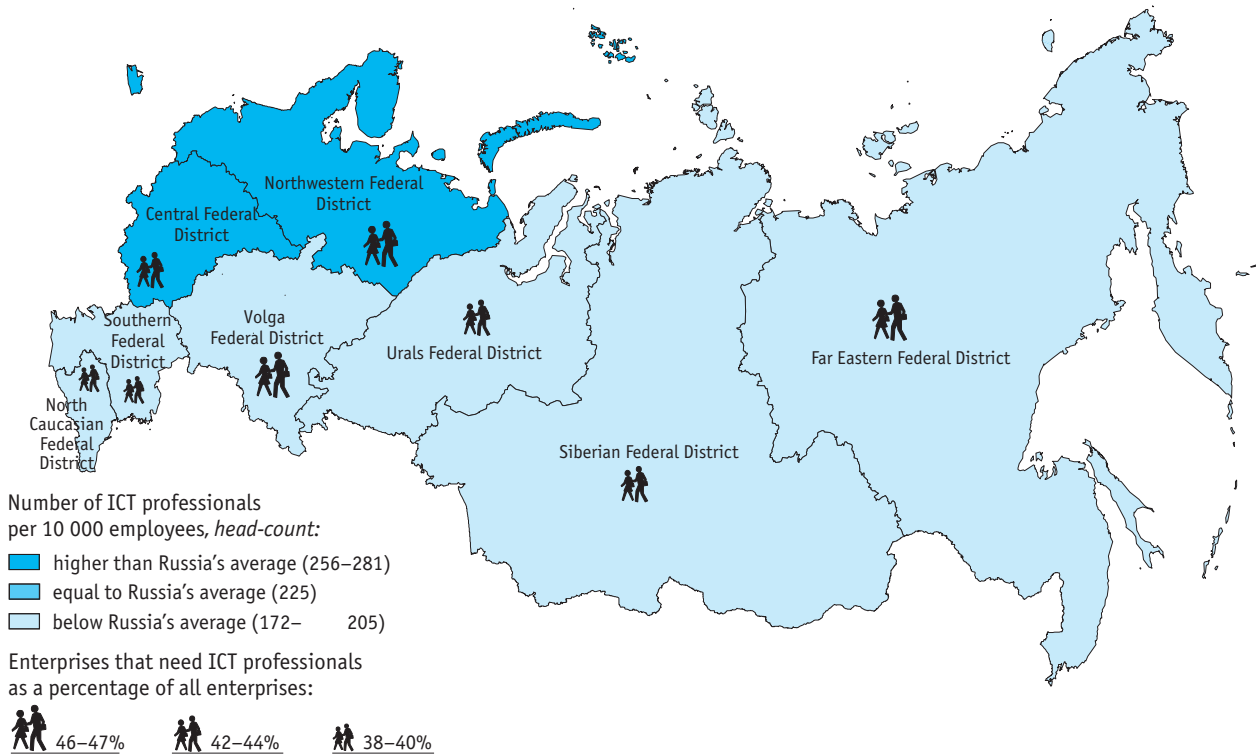 Northwestern Federal
District
Central Federal
District
Southern
Federal
District
Volga
Federal District
Urals Federal District
Far Eastern Federal District
North
Caucasian
Federal
District
Siberian Federal District
Number of ICT professionals
per 10 000 employees, head-count:
higher than Russia's average (256–281)
equal to Russia's average (225)
below Russia's average (172– 205)
Enterprises that need ICT professionals
as a percentage of all enterprises:
46–47% 42–44% 38–40%